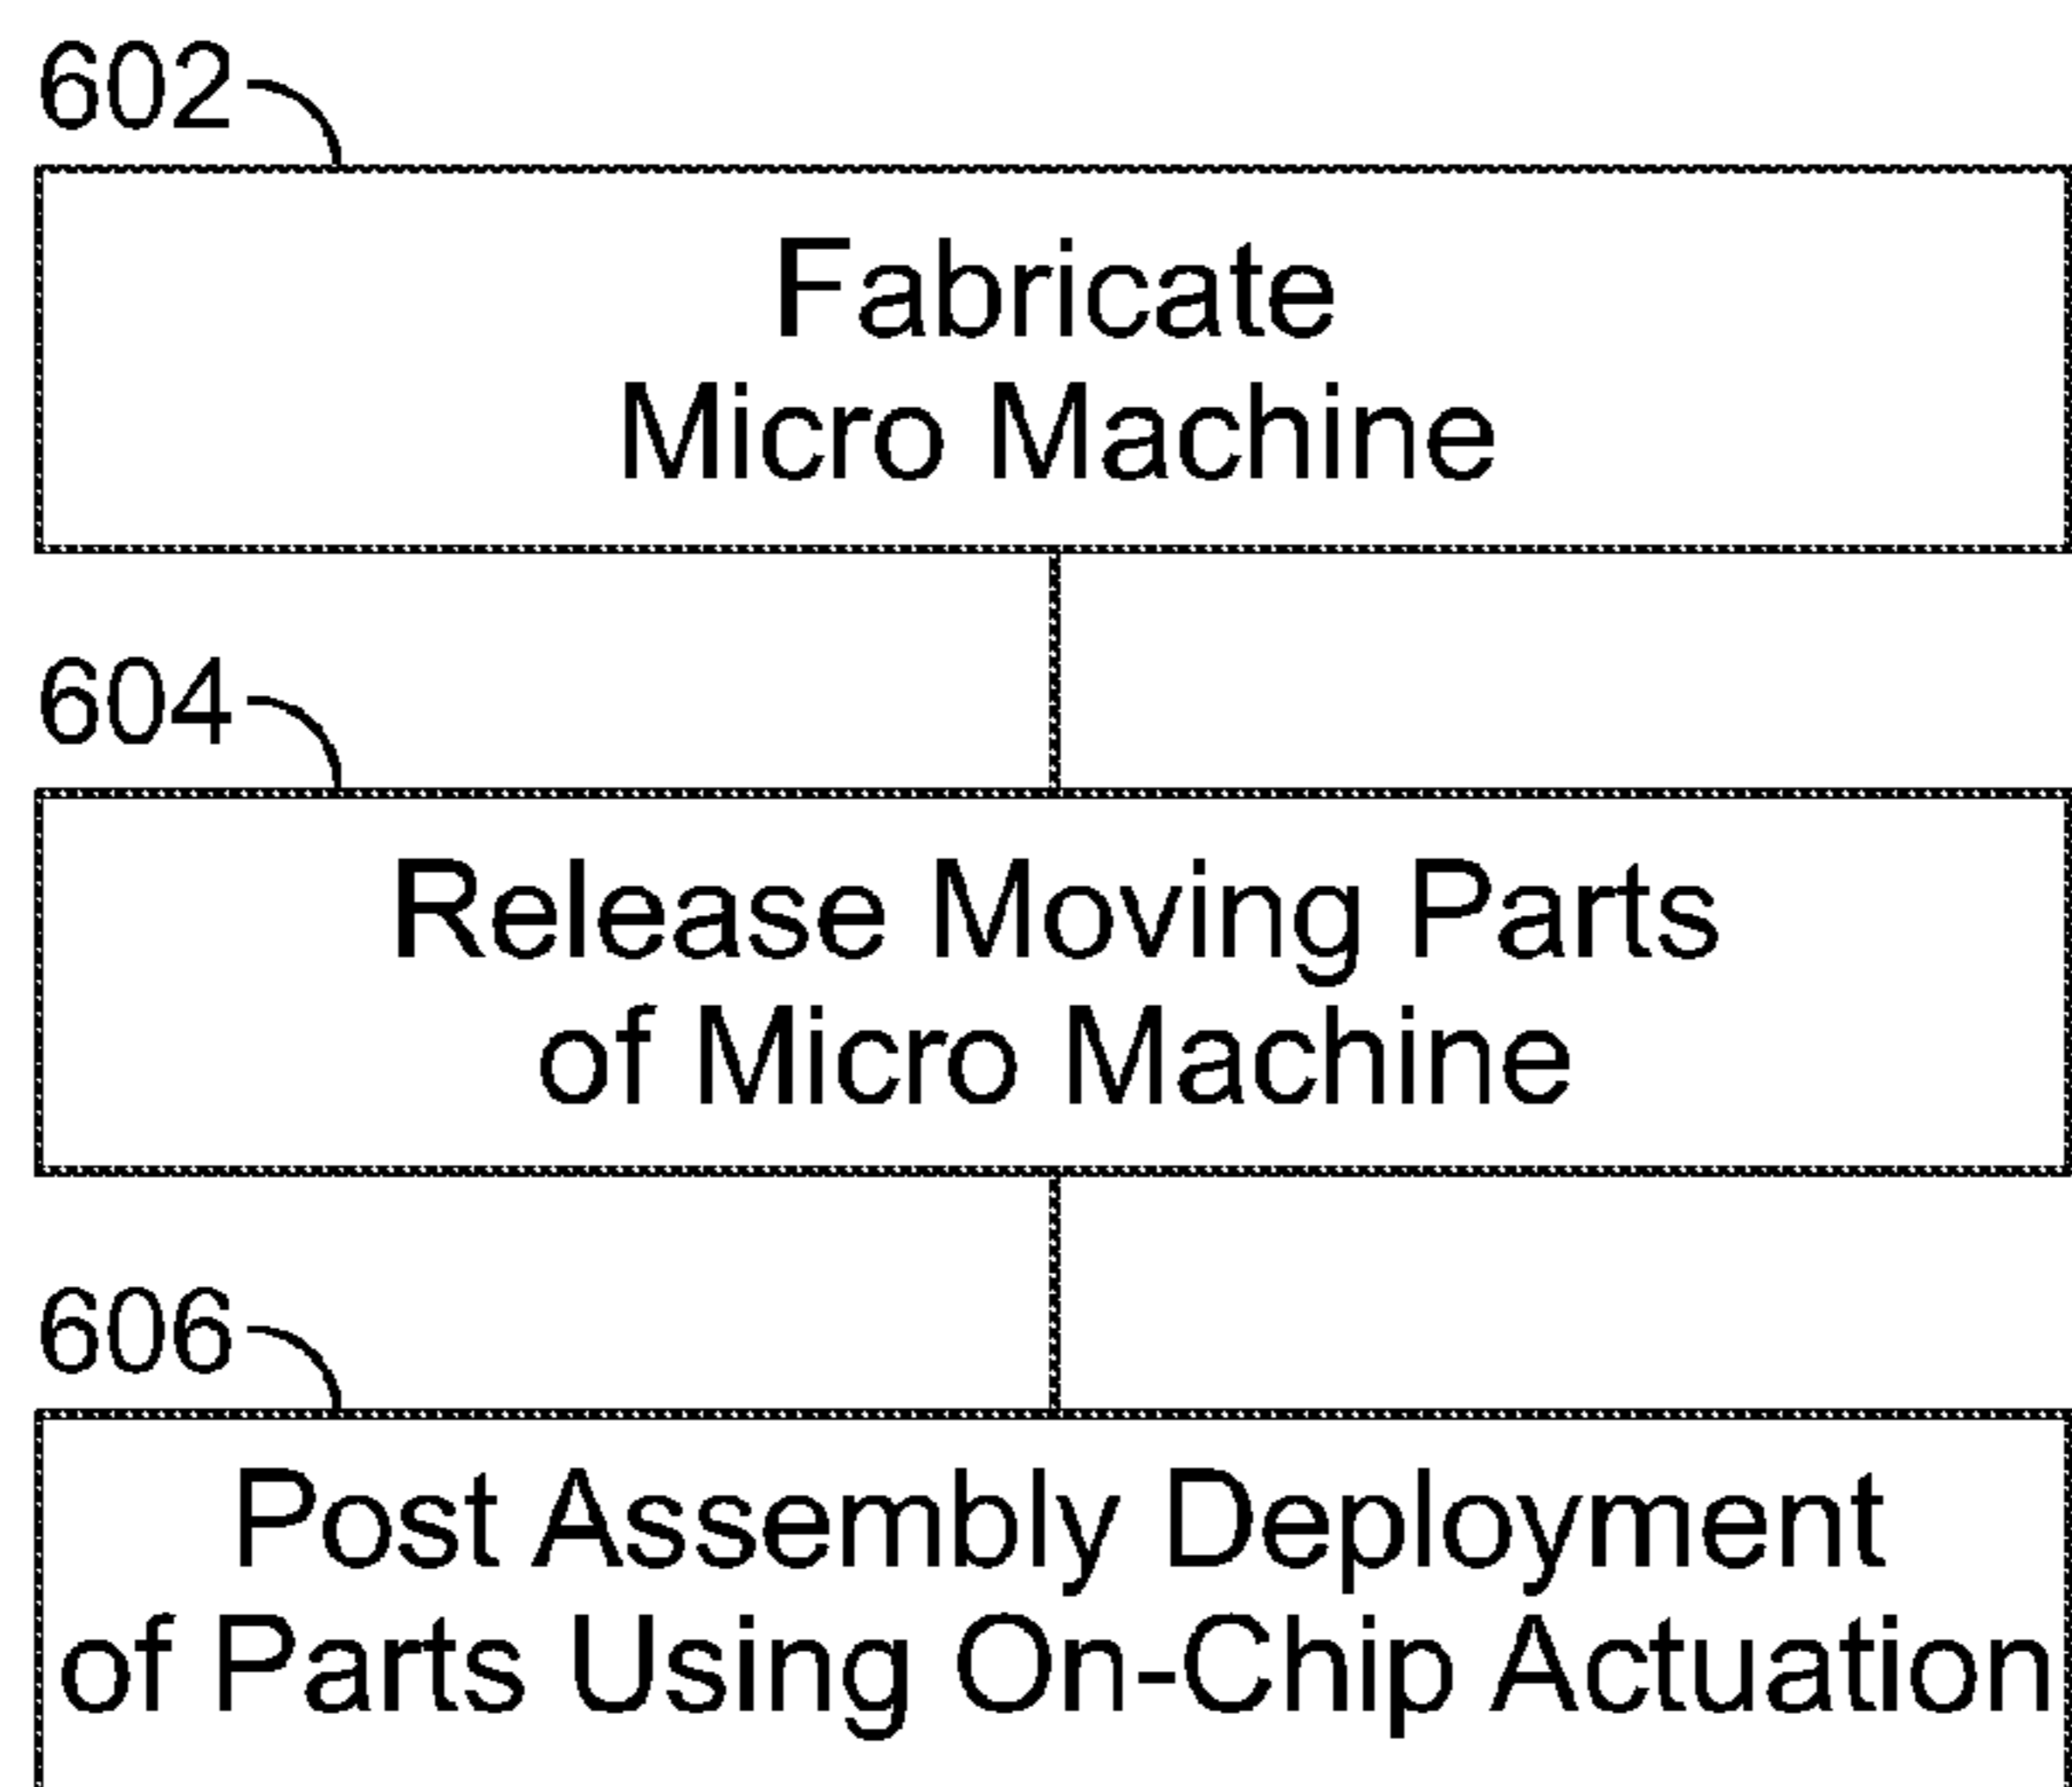 602
Fabricate
Micro Machine
604
Release Moving Parts
of Micro Machine
606
Post Assembly Deployment
of Parts Using On-Chip Actuation